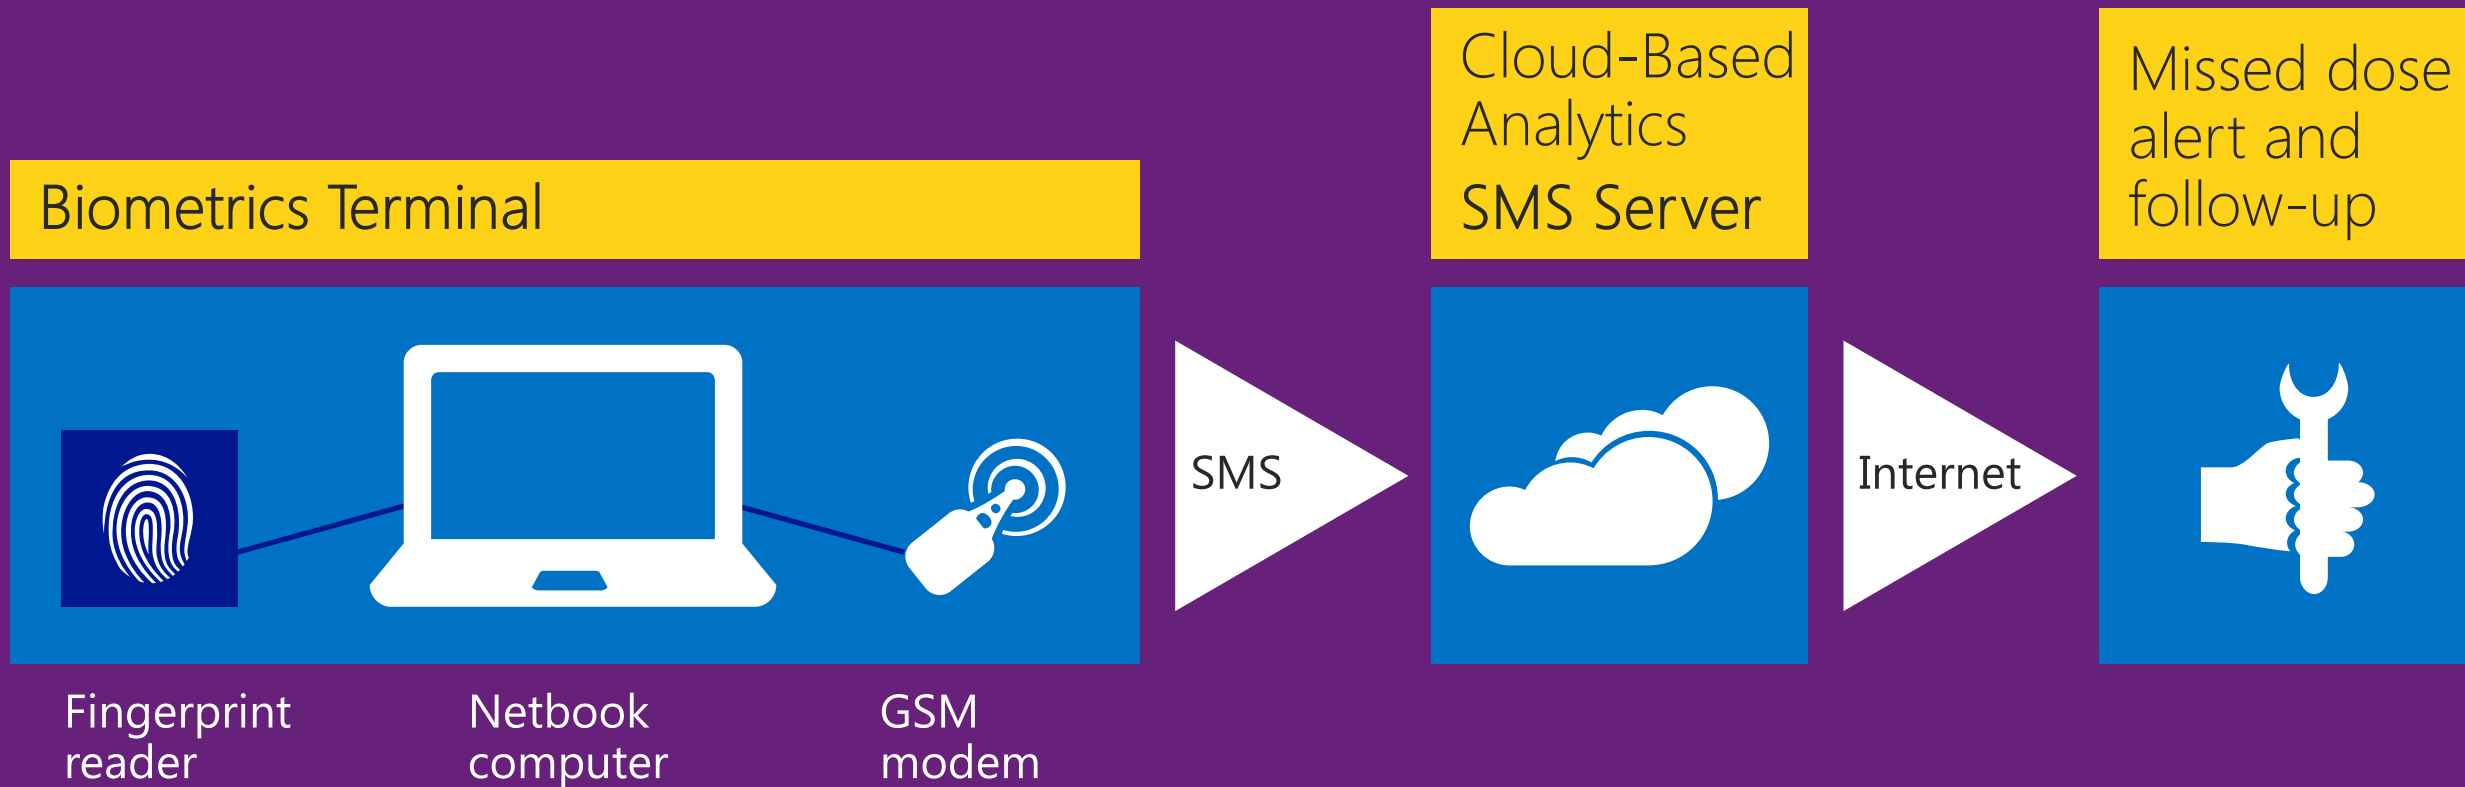 Biometrics Terminal
Cloud-Based
Analytics
SMS Server
Missed dose
alert and
follow-up
SMS
Internet
Fingerprint
reader
Netbook
computer
GSM
modem